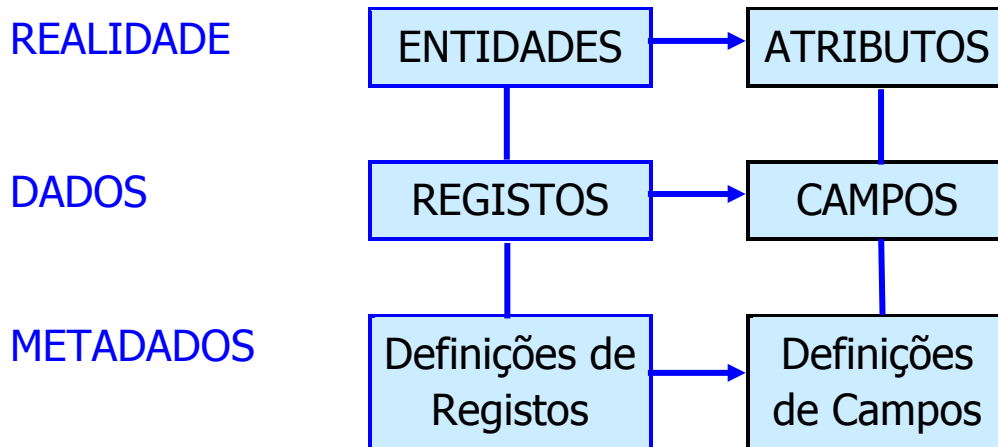 REALIDADE
ENTIDADES
ATRIBUTOS
DADOS
REGISTOS
CAMPOS
METADADOS
Definições de
Registos
Definições
de Campos